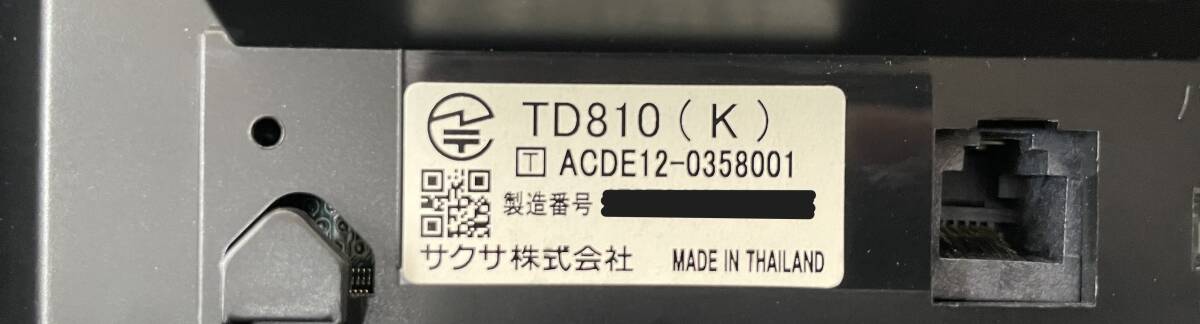 TD810(K)
T ACDE12-0358001
製造番号
サクサ株式会社 MADE IN THAILAND